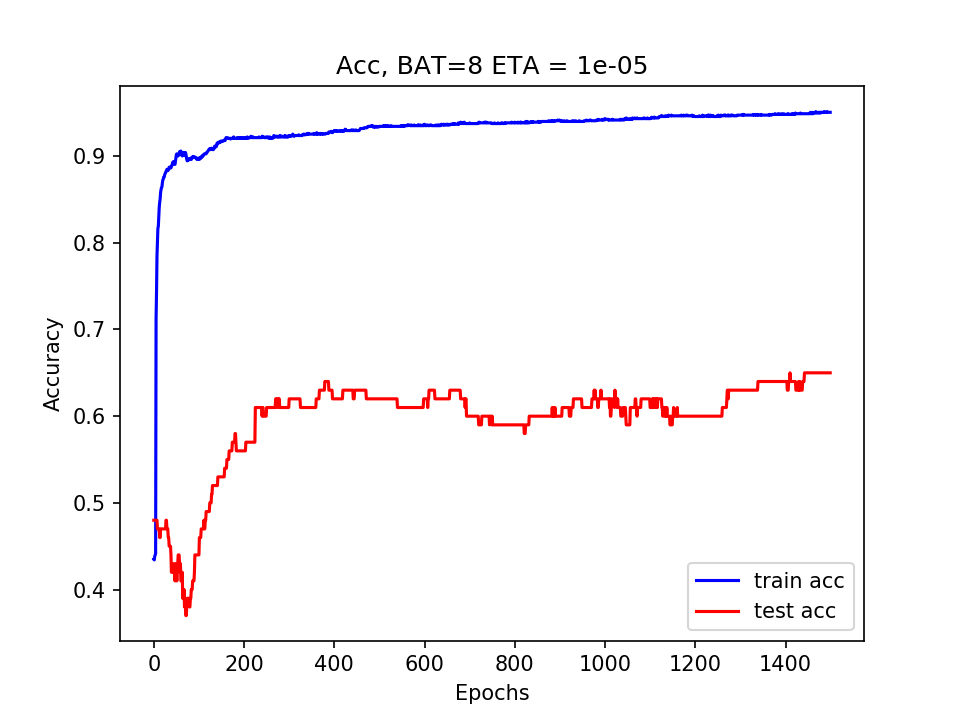 Acc, BAT=8 ETA = 1e-05
Accuracy
0.9
0.8
0.7
0.6
0.5
0.4
train acc
test acc
0 200 400 600 800 1000 1200 1400
Epochs